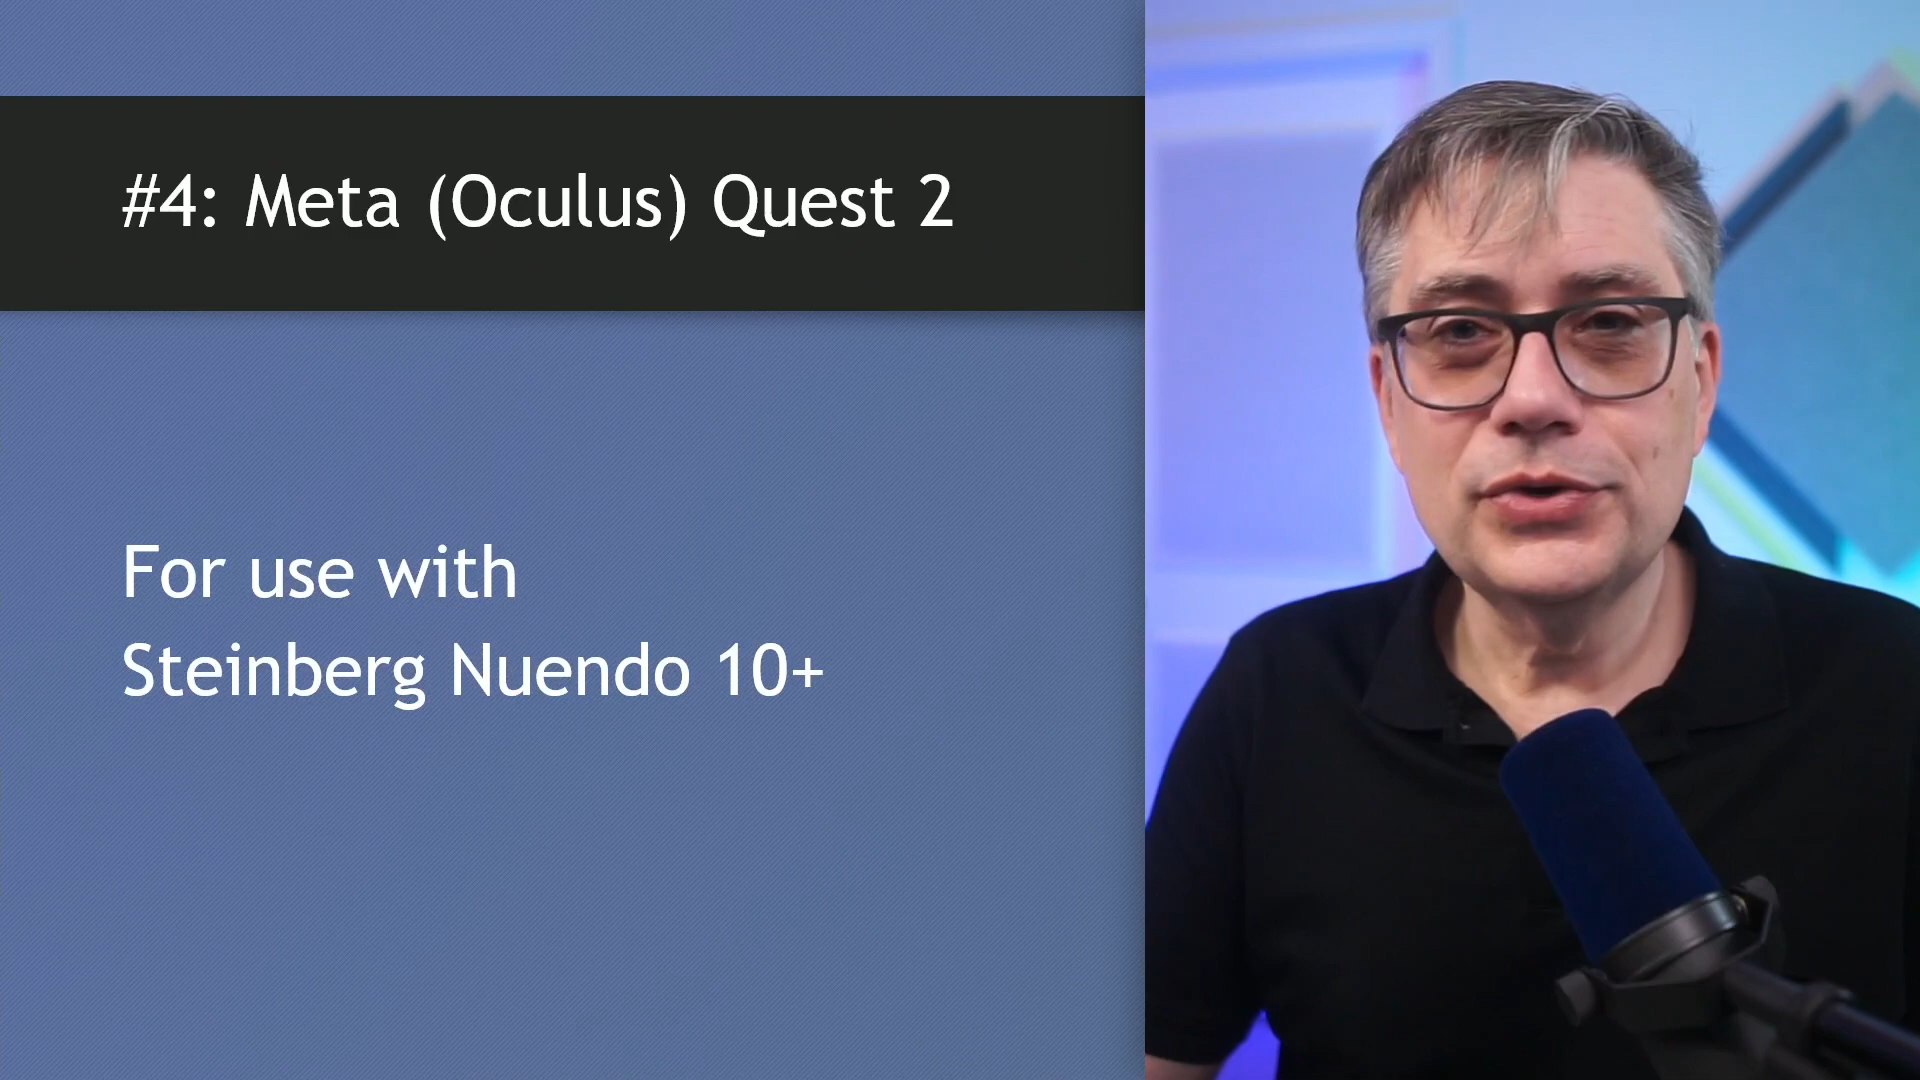 #4: Meta (Oculus) Quest 2
For use with
Steinberg Nuendo 10+